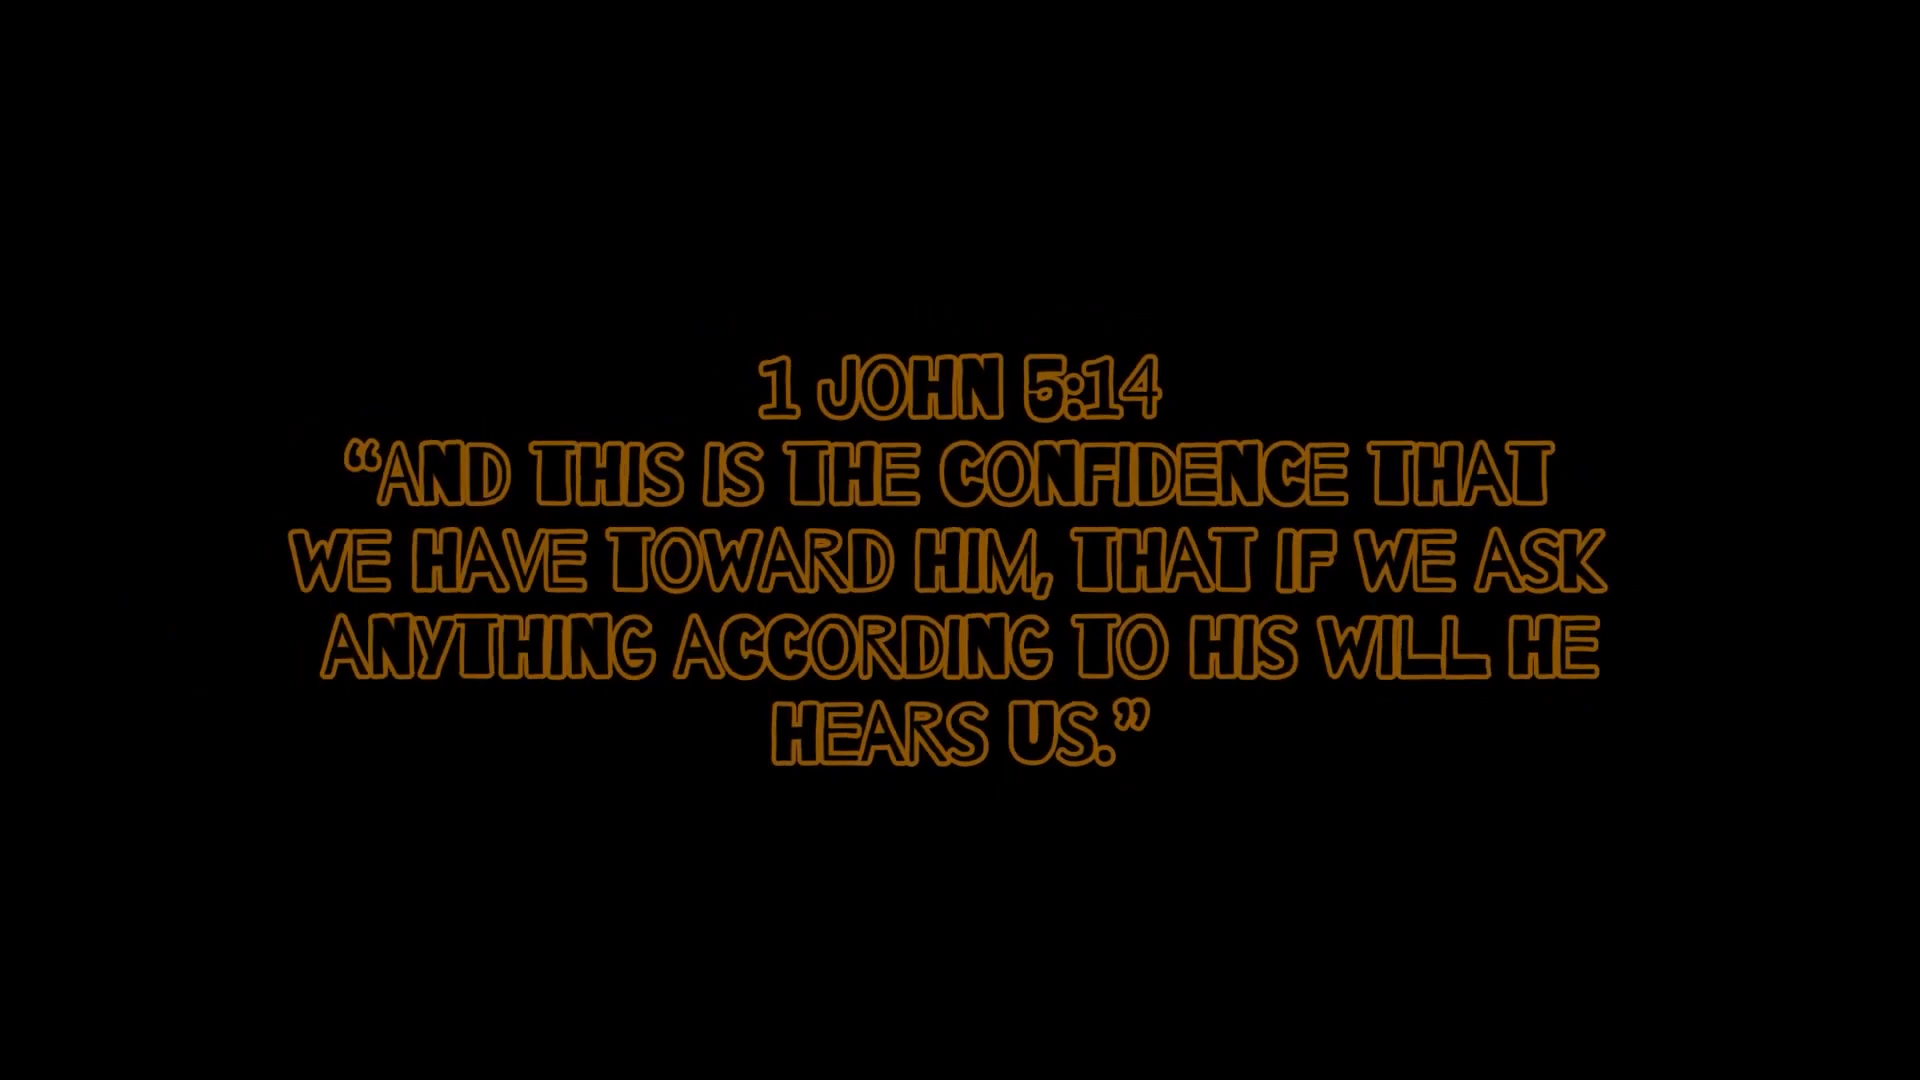 1 JOHN 5:14
“AND THIS IS THE CONFIDENCE THAT
WE HAVE TOWARD HIM, THAT IF WE ASK
ANYTHING ACCORDING TO HIS WILL HE
HEARS US.”